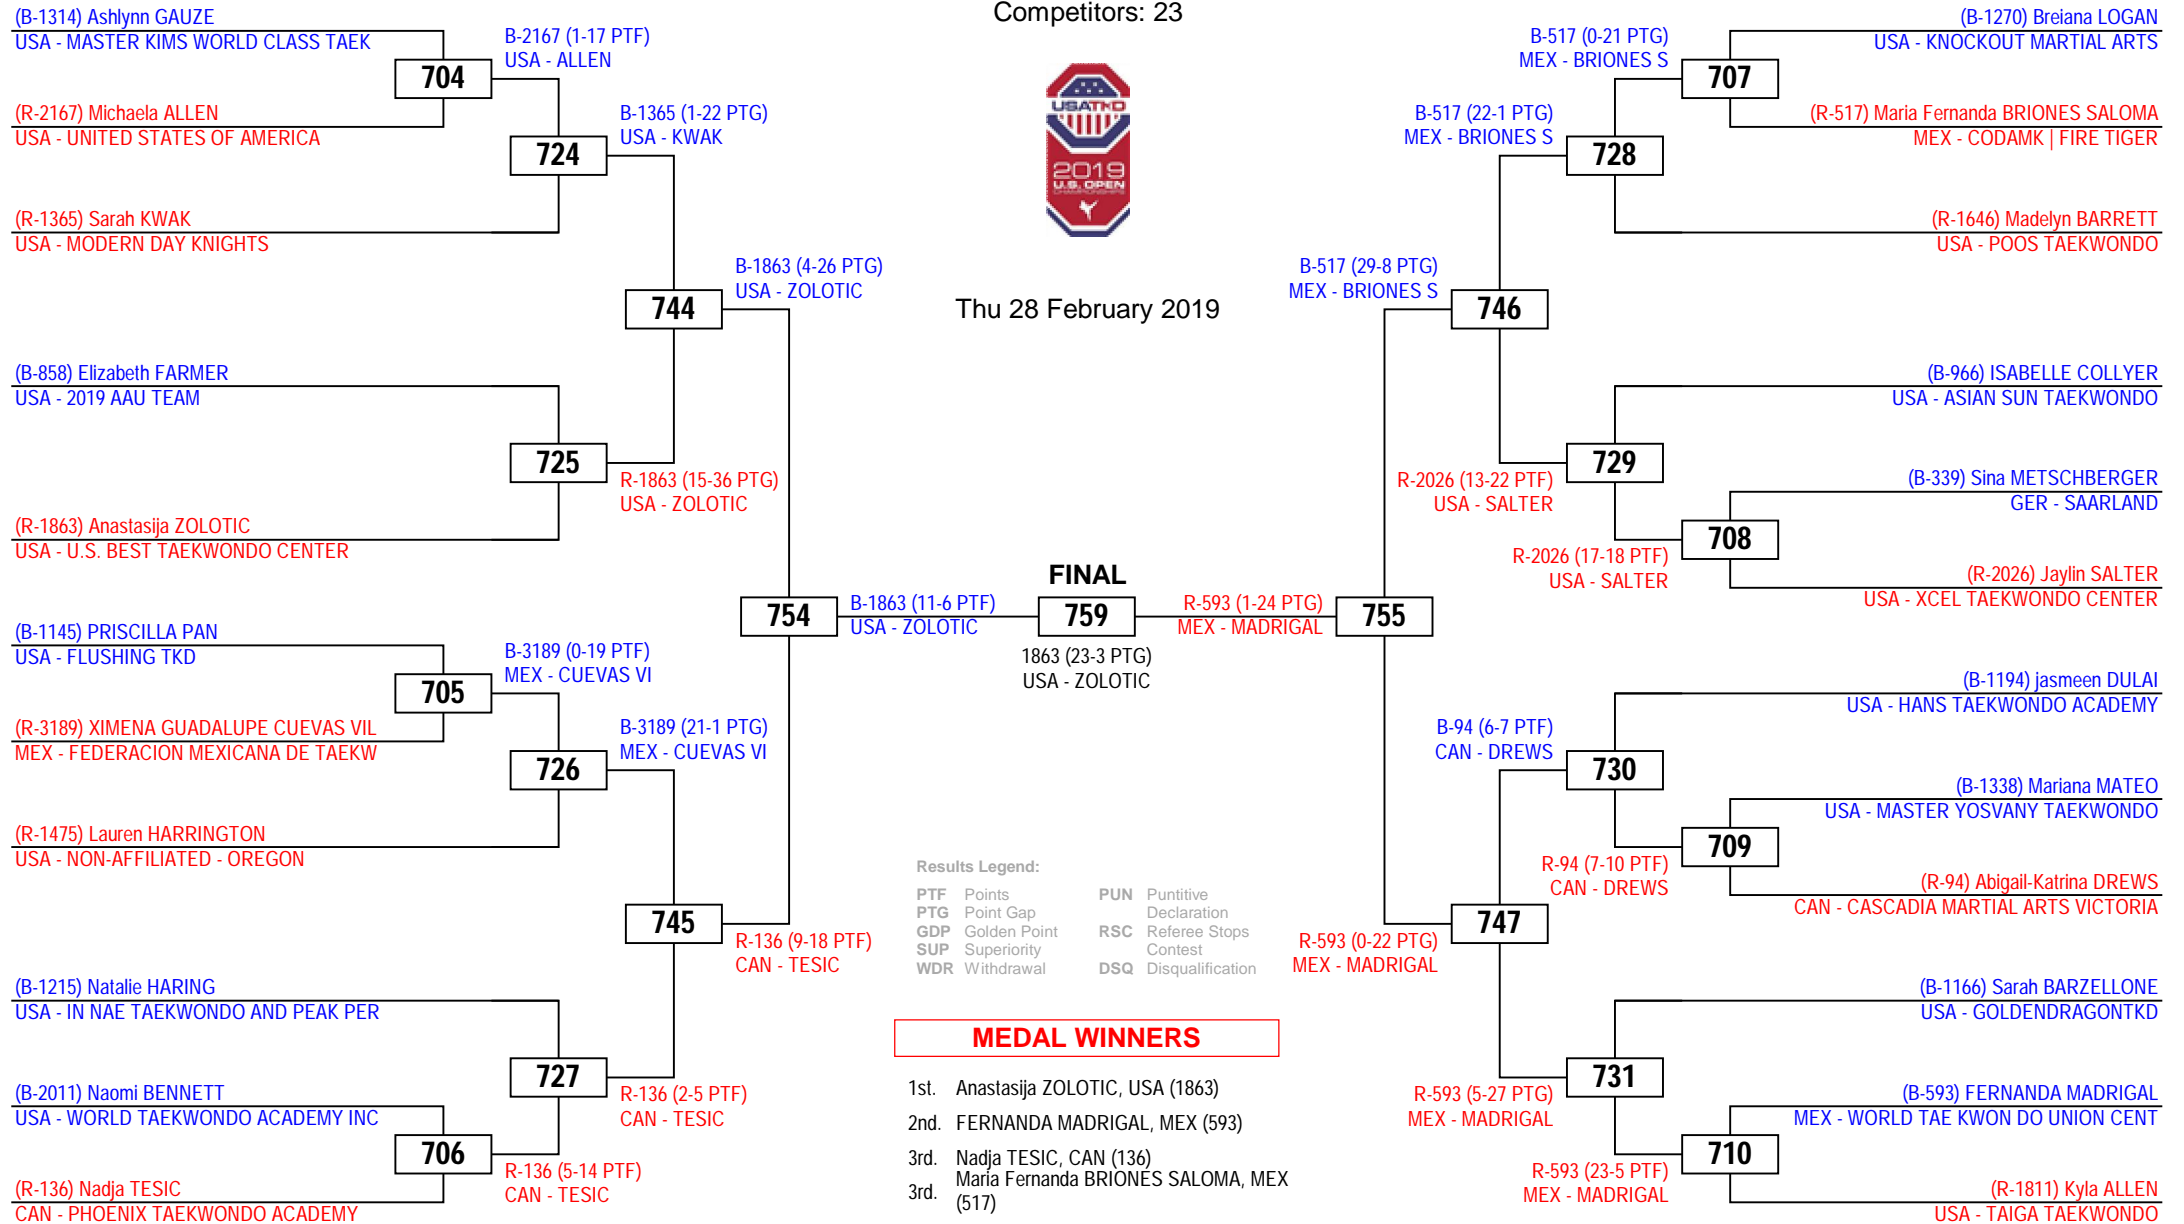 Competitors: 23
USATKD
2019
U.S. OPEN
CHAMPIONSHIPS
Thu 28 February 2019
(B-1314) Ashlynn GAUZE
USA - MASTER KIMS WORLD CLASS TAEK
704
(R-2167) Michaela ALLEN
USA - UNITED STATES OF AMERICA
B-2167 (1-17 PTF)
USA - ALLEN
724
(R-1365) Sarah KWAK
USA - MODERN DAY KNIGHTS
B-1365 (1-22 PTG)
USA - KWAK
744
B-1863 (4-26 PTG)
USA - ZOLOTIC
(B-858) Elizabeth FARMER
USA - 2019 AAU TEAM
725
R-1863 (15-36 PTG)
USA - ZOLOTIC
(R-1863) Anastasija ZOLOTIC
USA - U.S. BEST TAEKWONDO CENTER
754
B-1863 (11-6 PTF)
USA - ZOLOTIC
(B-1145) PRISCILLA PAN
USA - FLUSHING TKD
705
(R-3189) XIMENA GUADALUPE CUEVAS VIL
MEX - FEDERACION MEXICANA DE TAEKW
B-3189 (0-19 PTF)
MEX - CUEVAS VI
726
B-3189 (21-1 PTG)
MEX - CUEVAS VI
(R-1475) Lauren HARRINGTON
USA - NON-AFFILIATED - OREGON
745
R-136 (9-18 PTF)
CAN - TESIC
(B-1215) Natalie HARING
USA - IN NAE TAEKWONDO AND PEAK PER
727
R-136 (2-5 PTF)
CAN - TESIC
(B-2011) Naomi BENNETT
USA - WORLD TAEKWONDO ACADEMY INC
706
R-136 (5-14 PTF)
CAN - TESIC
(R-136) Nadja TESIC
CAN - PHOENIX TAEKWONDO ACADEMY
FINAL
759
1863 (23-3 PTG)
USA - ZOLOTIC
(B-1270) Breiana LOGAN
USA - KNOCKOUT MARTIAL ARTS
B-517 (0-21 PTG)
MEX - BRIONES S
707
(R-517) Maria Fernanda BRIONES SALOMA
MEX - CODAMK | FIRE TIGER
B-517 (22-1 PTG)
MEX - BRIONES S
728
(R-1646) Madelyn BARRETT
USA - POOS TAEKWONDO
B-517 (29-8 PTG)
MEX - BRIONES S
746
(B-966) ISABELLE COLLYER
USA - ASIAN SUN TAEKWONDO
729
R-2026 (13-22 PTF)
USA - SALTER
(B-339) Sina METSCHBERGER
GER - SAARLAND
708
R-2026 (17-18 PTF)
USA - SALTER
(R-2026) Jaylin SALTER
USA - XCEL TAEKWONDO CENTER
R-593 (1-24 PTG)
MEX - MADRIGAL
755
(B-1194) jasmeen DULAI
USA - HANS TAEKWONDO ACADEMY
B-94 (6-7 PTF)
CAN - DREWS
730
(B-1338) Mariana MATEO
USA - MASTER YOSVANY TAEKWONDO
709
R-94 (7-10 PTF)
CAN - DREWS
(R-94) Abigail-Katrina DREWS
CAN - CASCADIA MARTIAL ARTS VICTORIA
747
R-593 (0-22 PTG)
MEX - MADRIGAL
(B-1166) Sarah BARZELLONE
USA - GOLDENDRAGONTKD
731
R-593 (5-27 PTG)
MEX - MADRIGAL
(B-593) FERNANDA MADRIGAL
MEX - WORLD TAE KWON DO UNION CENT
710
R-593 (23-5 PTF)
MEX - MADRIGAL
(R-1811) Kyla ALLEN
USA - TAIGA TAEKWONDO
Results Legend:
PTF Points
PTG Point Gap
GDP Golden Point
SUP Superiority
WDR Withdrawal
PUN Puntitive
Declaration
RSC Referee Stops
Contest
DSQ Disqualification
MEDAL WINNERS
1st. Anastasija ZOLOTIC, USA (1863)
2nd. FERNANDA MADRIGAL, MEX (593)
3rd. Nadja TESIC, CAN (136)
3rd. Maria Fernanda BRIONES SALOMA, MEX
(517)